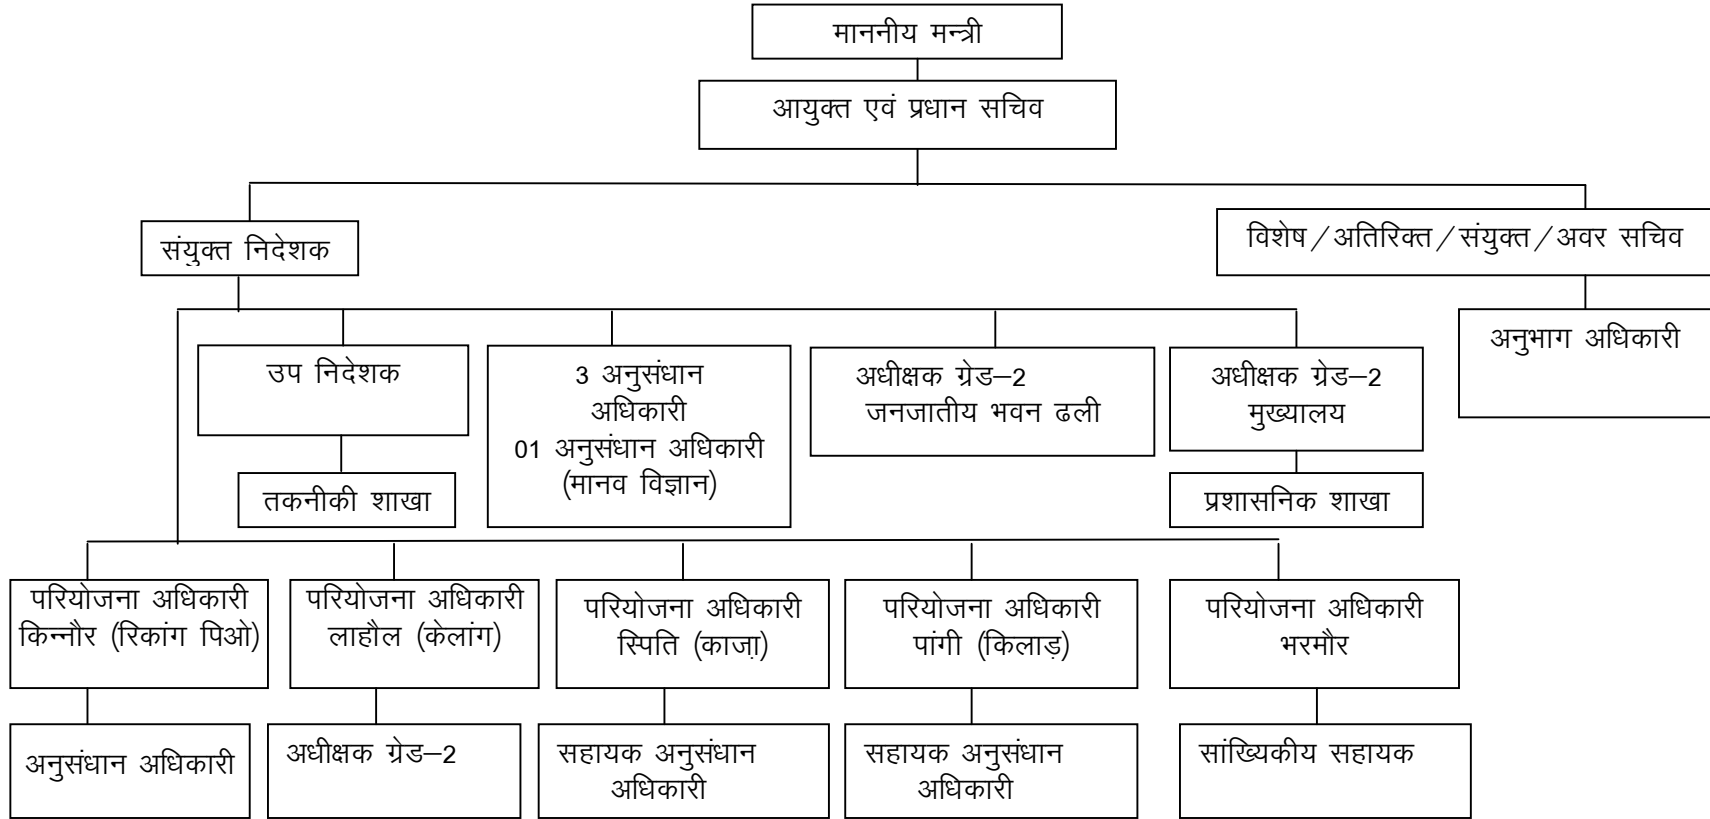 माननीय मन्त्री
आयुक्त एवं प्रधान सचिव
संयुक्त निदेशक
विशेष/अतिरिक्त/संयुक्त/अवर सचिव
उप निदेशक
3 अनुसंधान
अधिकारी
01 अनुसंधान अधिकारी
(मानव विज्ञान)
अधीक्षक ग्रेड–2
जनजातीय भवन ढली
अधीक्षक ग्रेड–2
मुख्यालय
अनुभाग अधिकारी
तकनीकी शाखा
प्रशासनिक शाखा
परियोजना अधिकारी
किन्नौर (रिकांग पिओ)
परियोजना अधिकारी
लाहौल (केलांग)
परियोजना अधिकारी
स्पिति (काजा़)
परियोजना अधिकारी
पांगी (किलाड़)
परियोजना अधिकारी
भरमौर
अनुसंधान अधिकारी
अधीक्षक ग्रेड–2
सहायक अनुसंधान
अधिकारी
सहायक अनुसंधान
अधिकारी
सांख्यिकीय सहायक